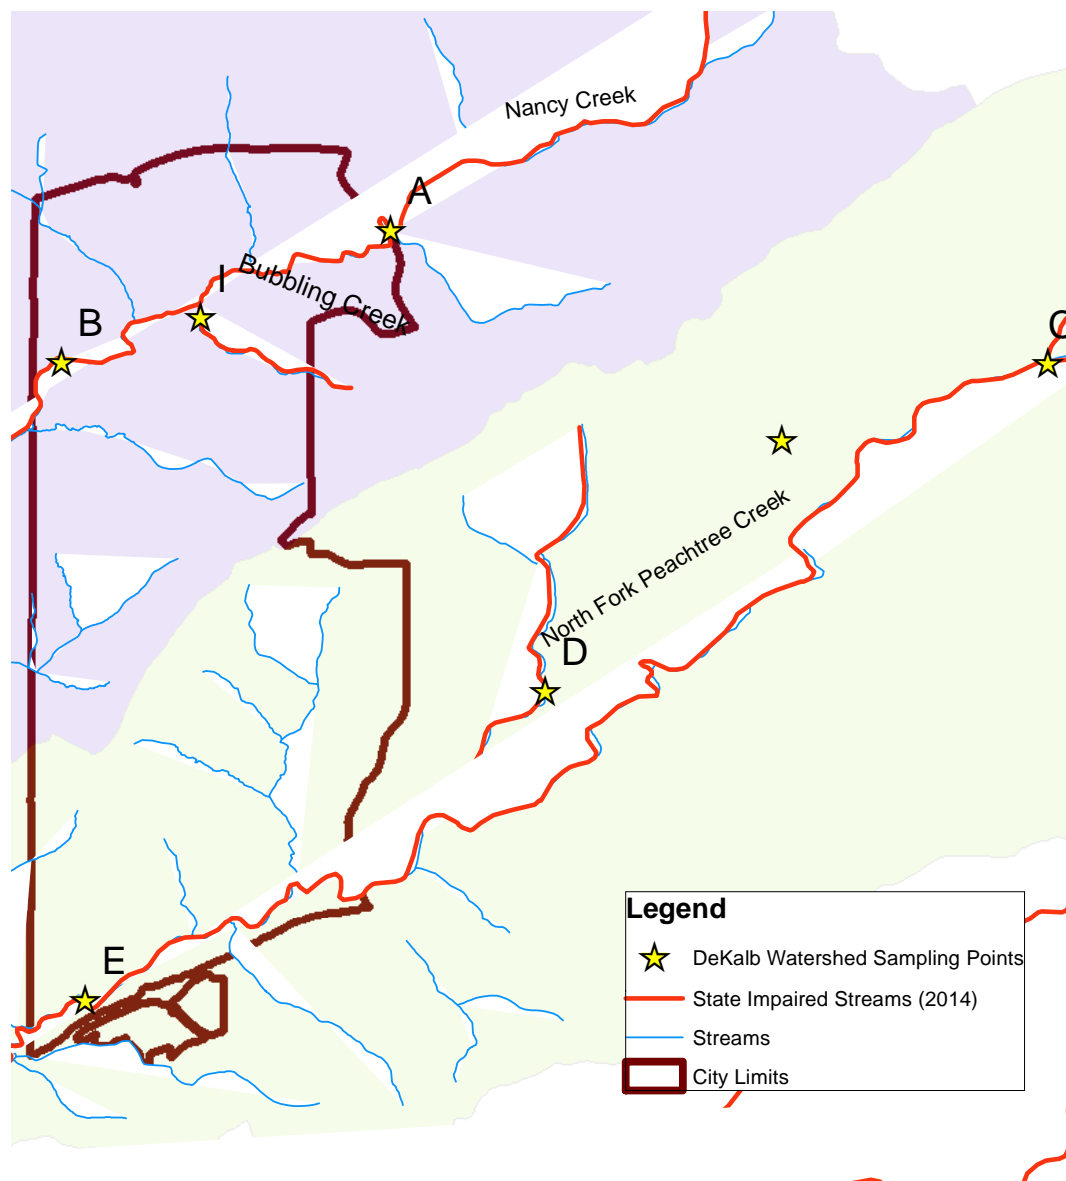 Nancy Creek
A
I
Bubbling Creek
B
C
North Fork Peachtree Creek
D
E
Legend
DeKalb Watershed Sampling Points
State Impaired Streams (2014)
Streams
City Limits